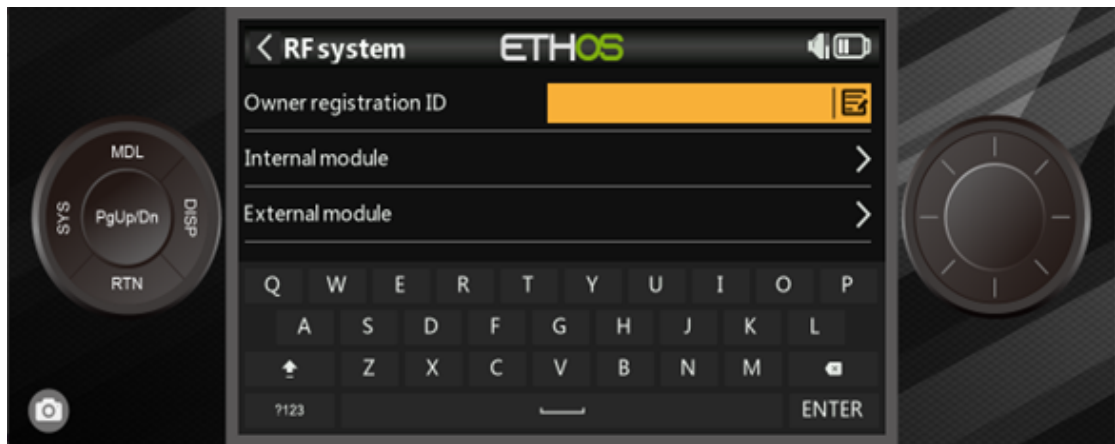 RF system ETHOS
Owner registration ID
Internal module
External module
MDL
SYS PgUp/Dn DISP
RTN
Q W E R T Y U I O P
A S D F G H J K L
Z X C V B N M
?123 ENTER